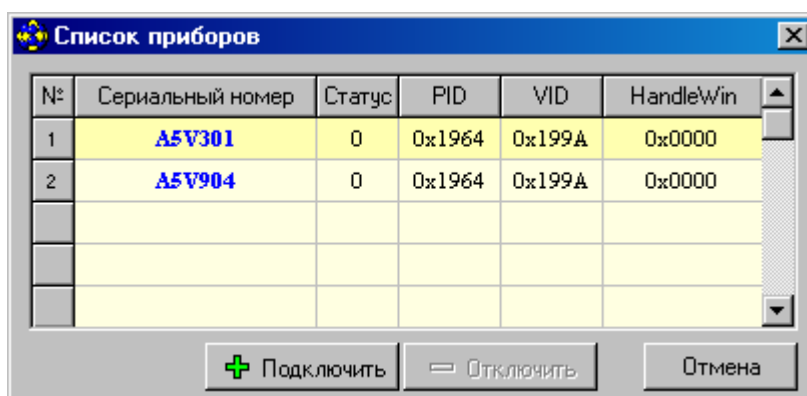 Список приборов
№ Сериальный номер Статус PID VID HandleWin
1 A5V301 0 0x1964 0x199A 0x0000
2 A5V904 0 0x1964 0x199A 0x0000
Подключить Отключить Отмена